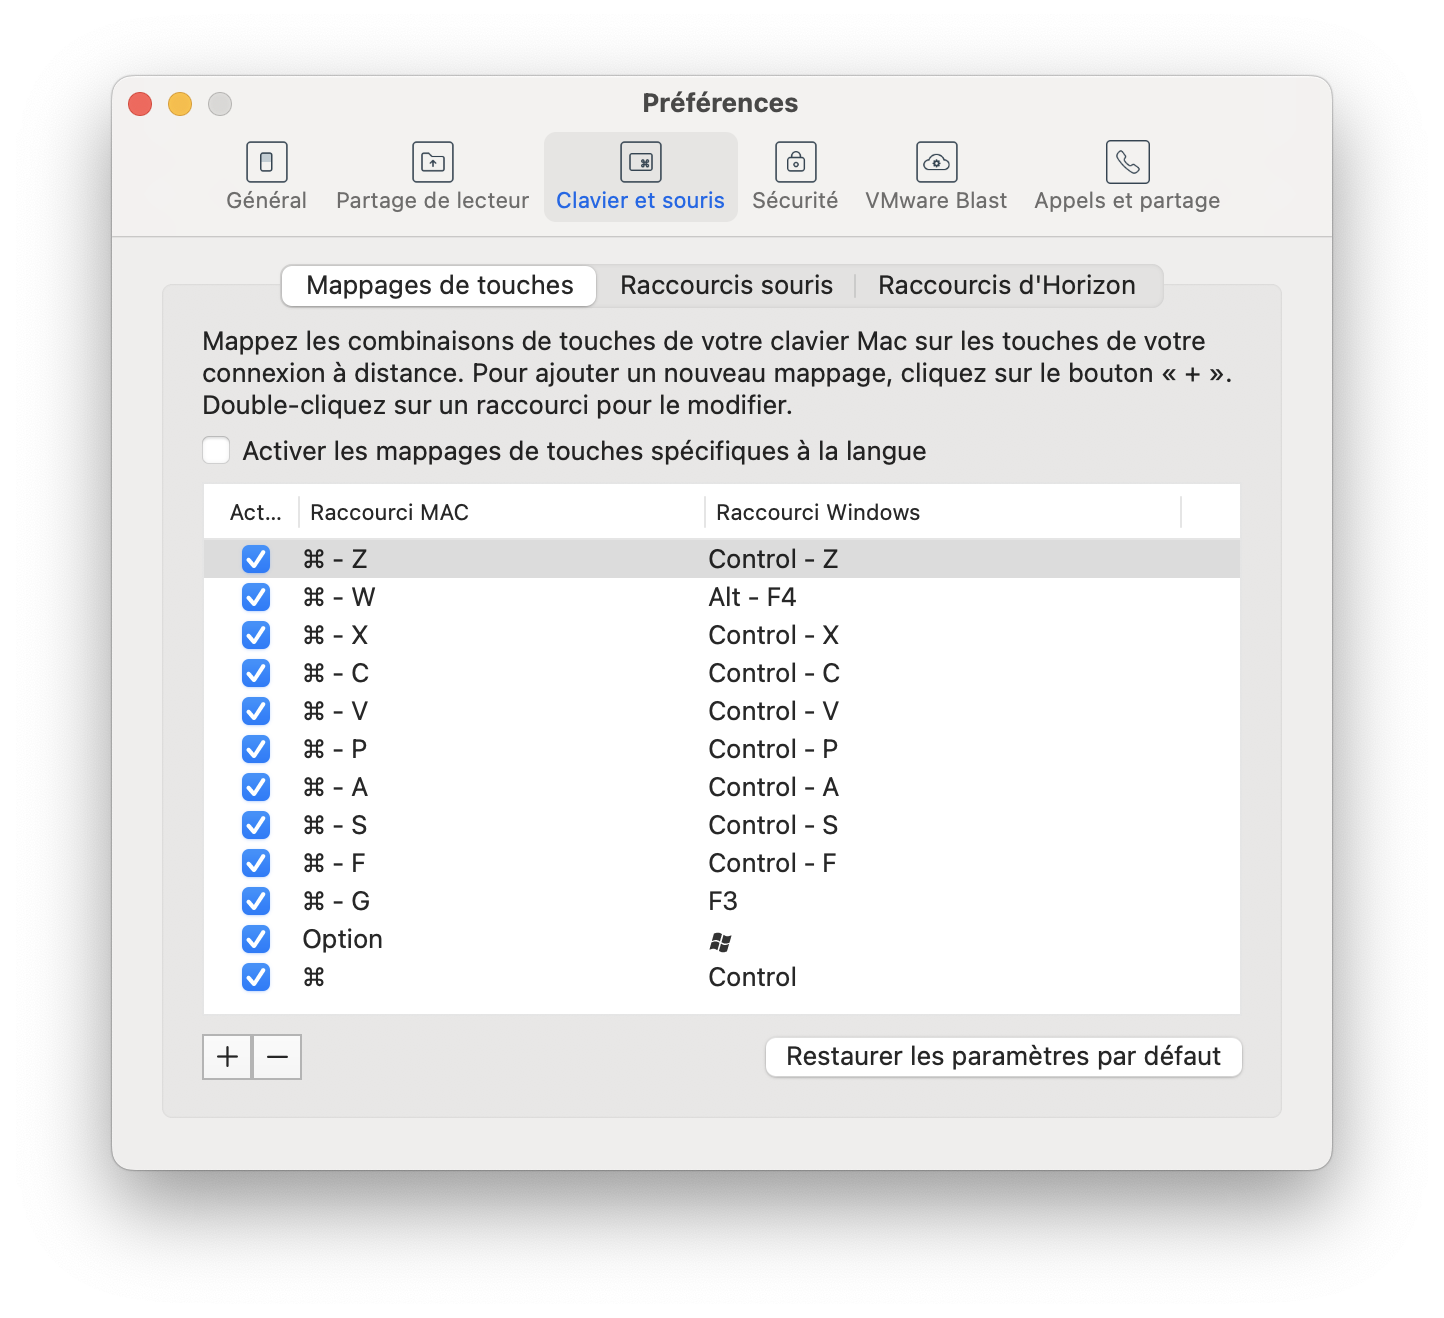 Préférences
Général
Partage de lecteur
Clavier et souris
Sécurité
VMware Blast
Appels et partage
Mappages de touches
Raccourcis souris
Raccourcis d'Horizon
Mappez les combinaisons de touches de votre clavier Mac sur les touches de votre
connexion à distance. Pour ajouter un nouveau mappage, cliquez sur le bouton « + ».
Double-cliquez sur un raccourci pour le modifier.
Activer les mappages de touches spécifiques à la langue
Act... Raccourci MAC Raccourci Windows
⌘ - Z Control - Z
⌘ - W Alt - F4
⌘ - X Control - X
⌘ - C Control - C
⌘ - V Control - V
⌘ - P Control - P
⌘ - A Control - A
⌘ - S Control - S
⌘ - F Control - F
⌘ - G F3
Option
⌘ Control
+ −
Restaurer les paramètres par défaut